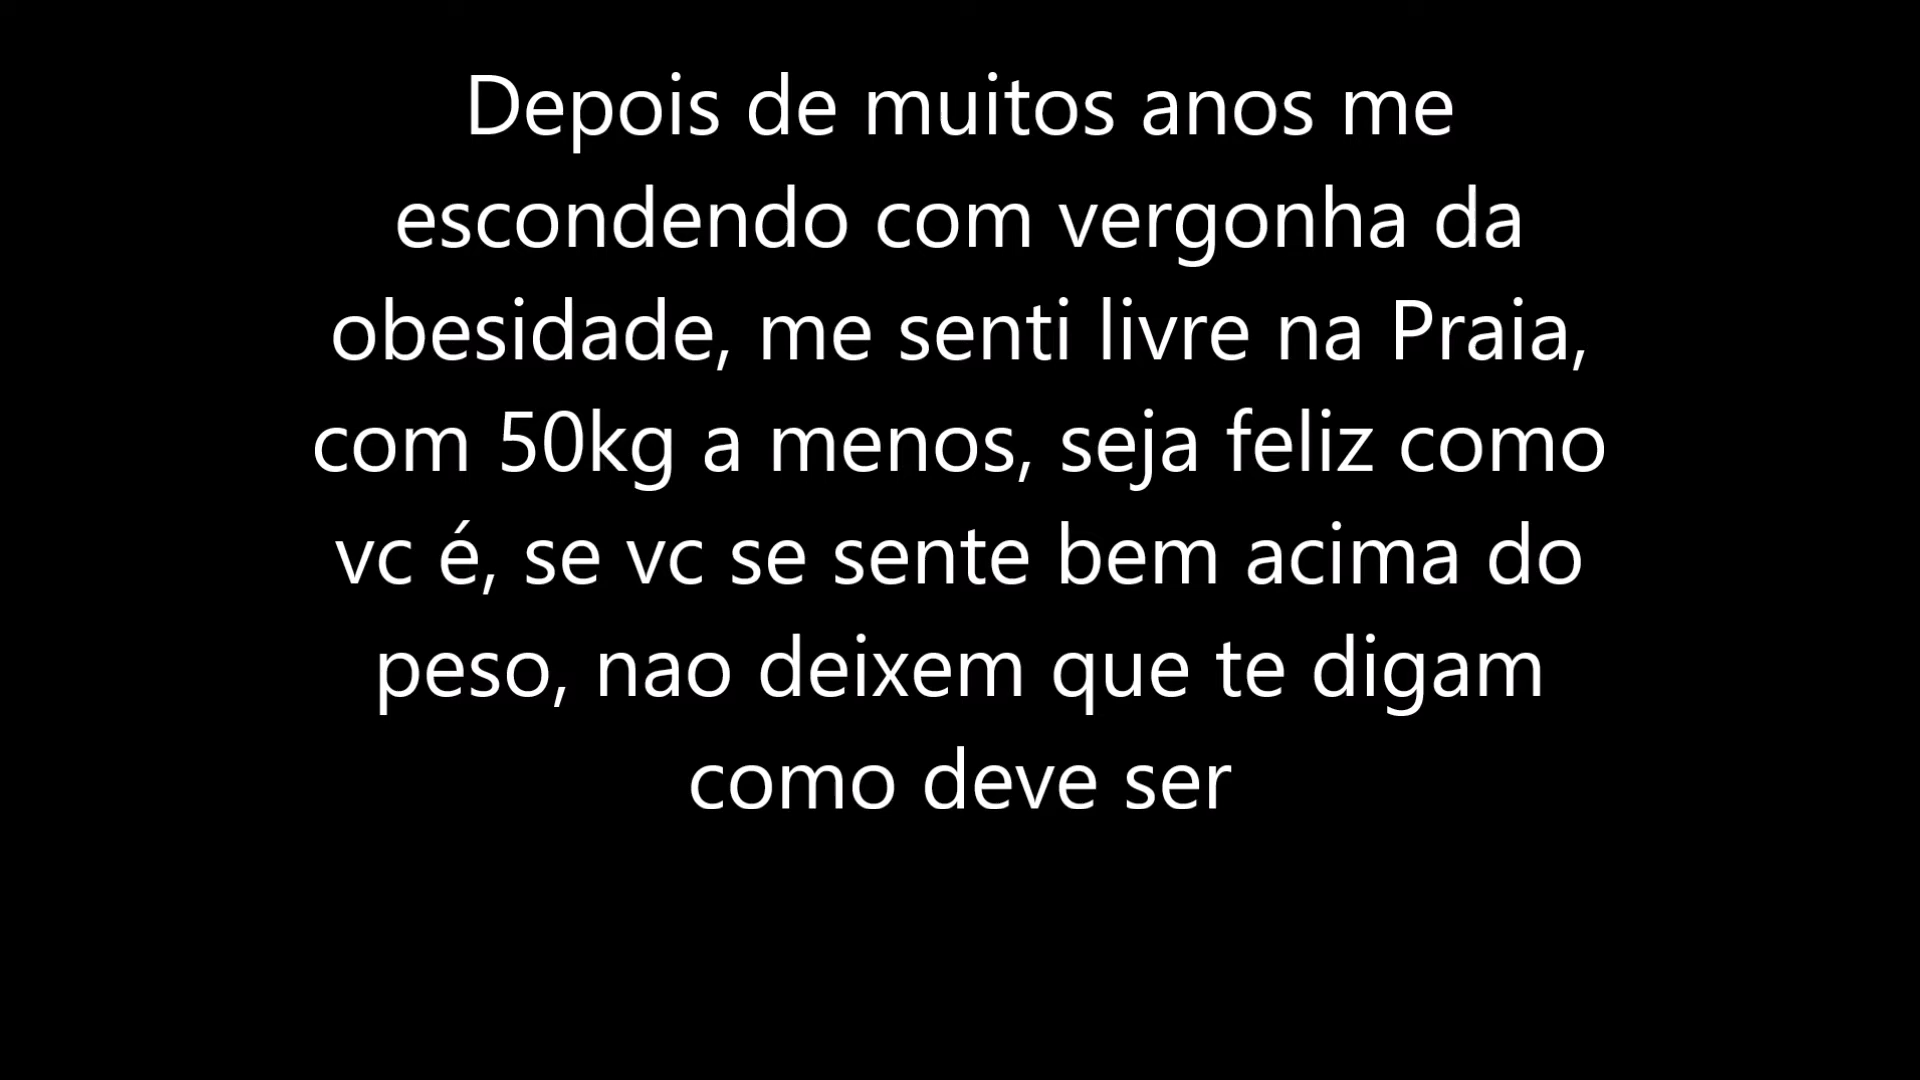 Depois de muitos anos me
escondendo com vergonha da
obesidade, me senti livre na Praia,
com 50kg a menos, seja feliz como
vc é, se vc se sente bem acima do
peso, nao deixem que te digam
como deve ser